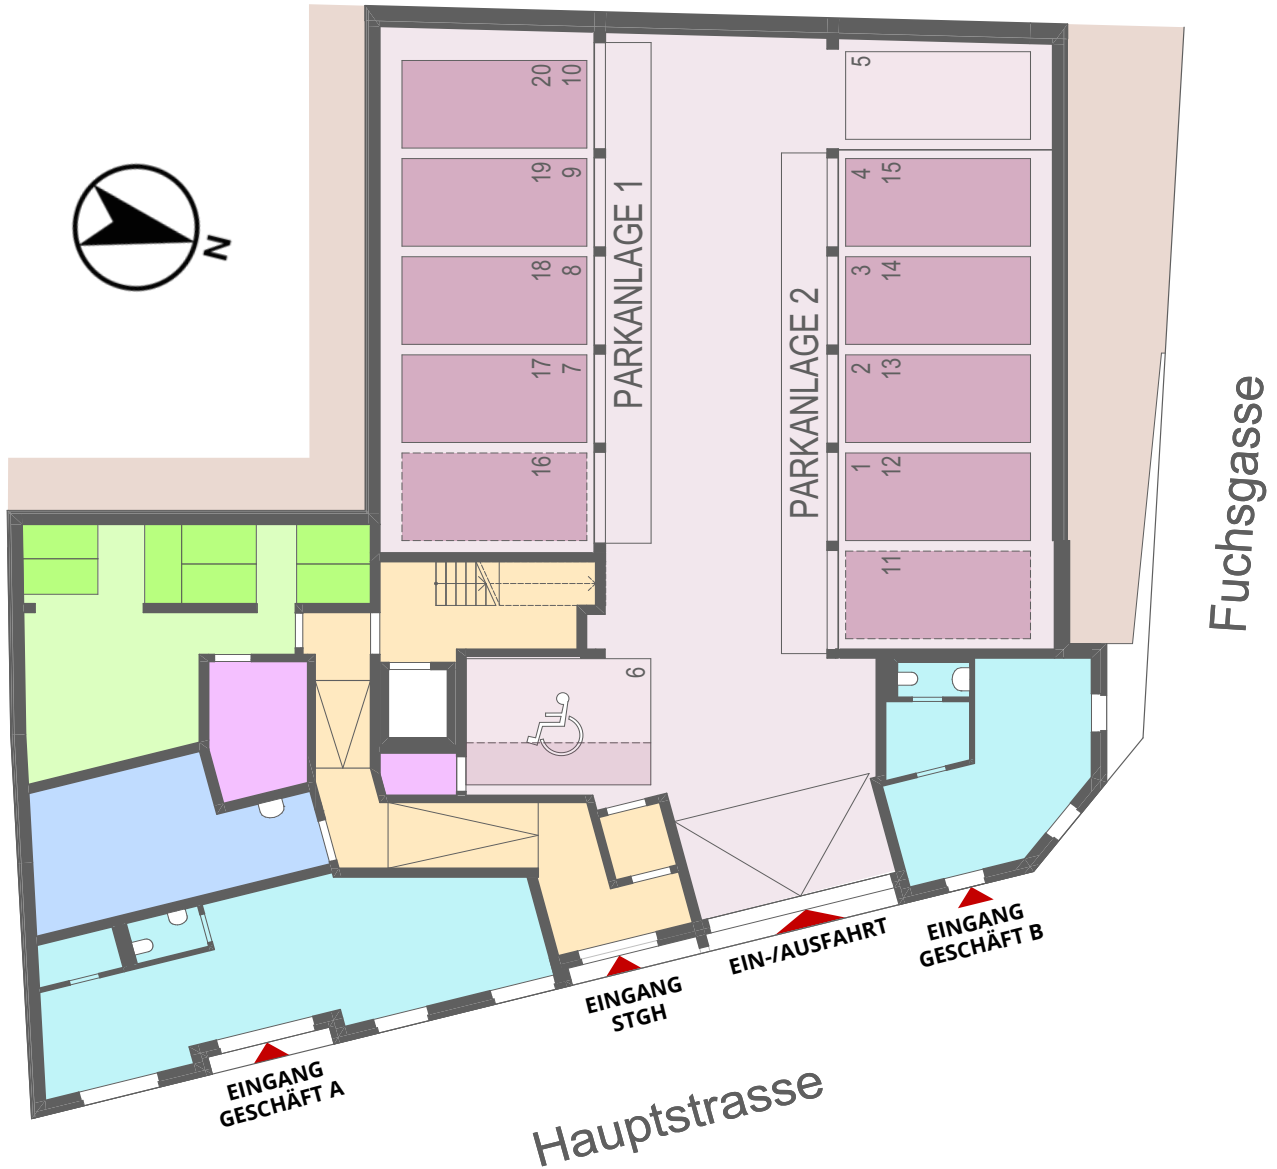 20 10
5
19 9
4 15
PARKANLAGE 1
18 8
3 14
N
PARKANLAGE 2
17 7
2 13
Fuchsgasse
16
1 12
11
6
EINGANG
GESCHÄFT B
EIN-/AUSFAHRT
EINGANG
STGH
EINGANG
GESCHÄFT A
Hauptstrasse